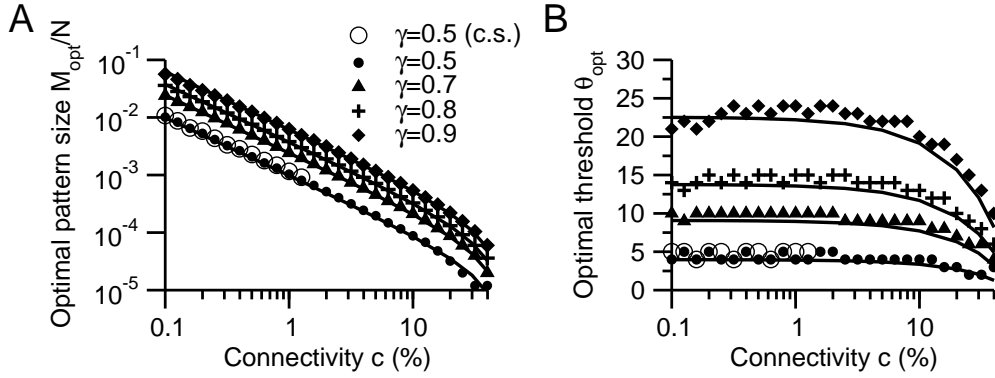 A
Optimal pattern size M_opt/N
10^-1
10^-2
10^-3
10^-4
10^-5
0.1
1
10
Connectivity c (%)
γ=0.5 (c.s.)
γ=0.5
γ=0.7
γ=0.8
γ=0.9
B
Optimal threshold θ_opt
30
25
20
15
10
5
0
0.1
1
10
Connectivity c (%)